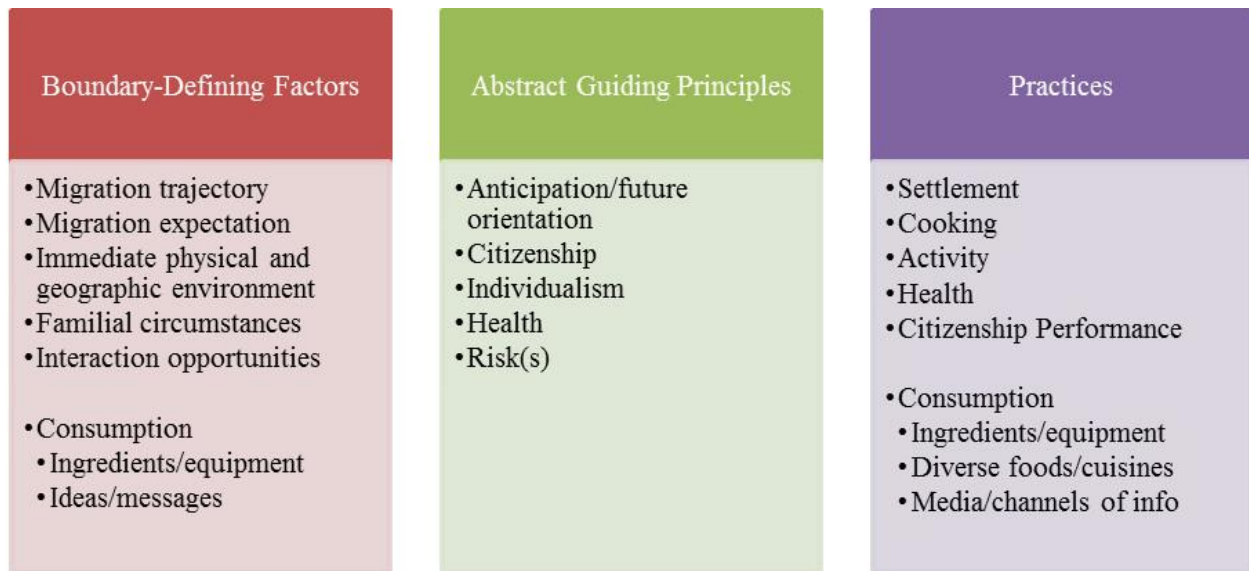 Boundary-Defining Factors
•Migration trajectory
•Migration expectation
•Immediate physical and
geographic environment
•Familial circumstances
•Interaction opportunities
•Consumption
•Ingredients/equipment
•Ideas/messages
Abstract Guiding Principles
•Anticipation/future
orientation
•Citizenship
•Individualism
•Health
•Risk(s)
Practices
•Settlement
•Cooking
•Activity
•Health
•Citizenship Performance
•Consumption
•Ingredients/equipment
•Diverse foods/cuisines
•Media/channels of info